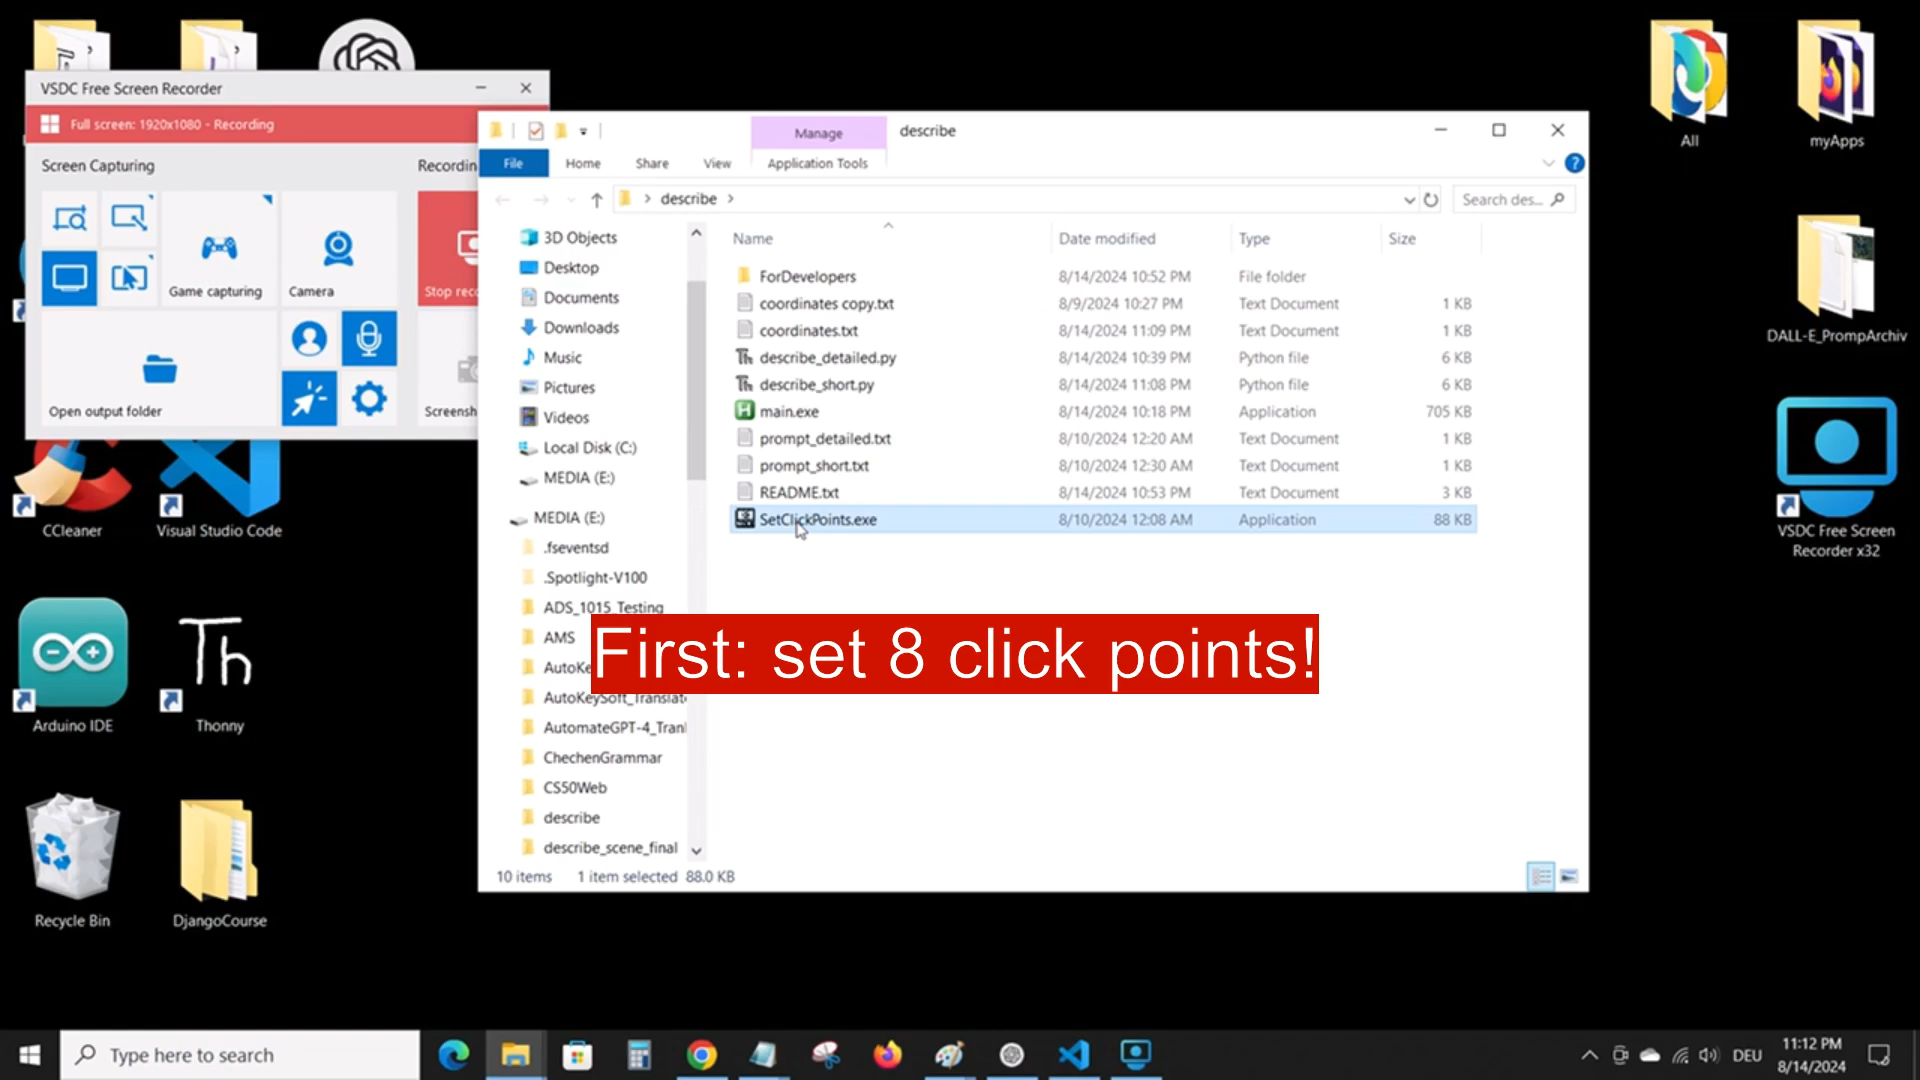 VSDC Free Screen Recorder
Full screen: 1920x1080 - Recording
Screen Capturing
Game capturing
Camera
Open output folder
Manage
describe
File
Home
Share
View
Application Tools
describe
Search des...
3D Objects
Desktop
Documents
Downloads
Music
Pictures
Videos
Local Disk (C:)
MEDIA (E:)
MEDIA (E:)
.fseventsd
.Spotlight-V100
ADS_1015_Testing
AMS
ChechenGrammar
CS50Web
describe
describe_scene_final
Name Date modified Type Size
ForDevelopers 8/14/2024 10:52 PM File folder
coordinates copy.txt 8/9/2024 10:27 PM Text Document 1 KB
coordinates.txt 8/14/2024 11:09 PM Text Document 1 KB
describe_detailed.py 8/14/2024 10:39 PM Python file 6 KB
describe_short.py 8/14/2024 11:08 PM Python file 6 KB
main.exe 8/14/2024 10:18 PM Application 705 KB
prompt_detailed.txt 8/10/2024 12:20 AM Text Document 1 KB
prompt_short.txt 8/10/2024 12:30 AM Text Document 1 KB
README.txt 8/14/2024 10:53 PM Text Document 3 KB
SetClickPoints.exe 8/10/2024 12:08 AM Application 88 KB
First: set 8 click points!
10 items 1 item selected 88.0 KB
All
myApps
DALL-E_PrompArchiv
VSDC Free Screen
Recorder x32
CCleaner
Visual Studio Code
Arduino IDE
Th
Thonny
Recycle Bin
DjangoCourse
Type here to search
DEU
11:12 PM
8/14/2024